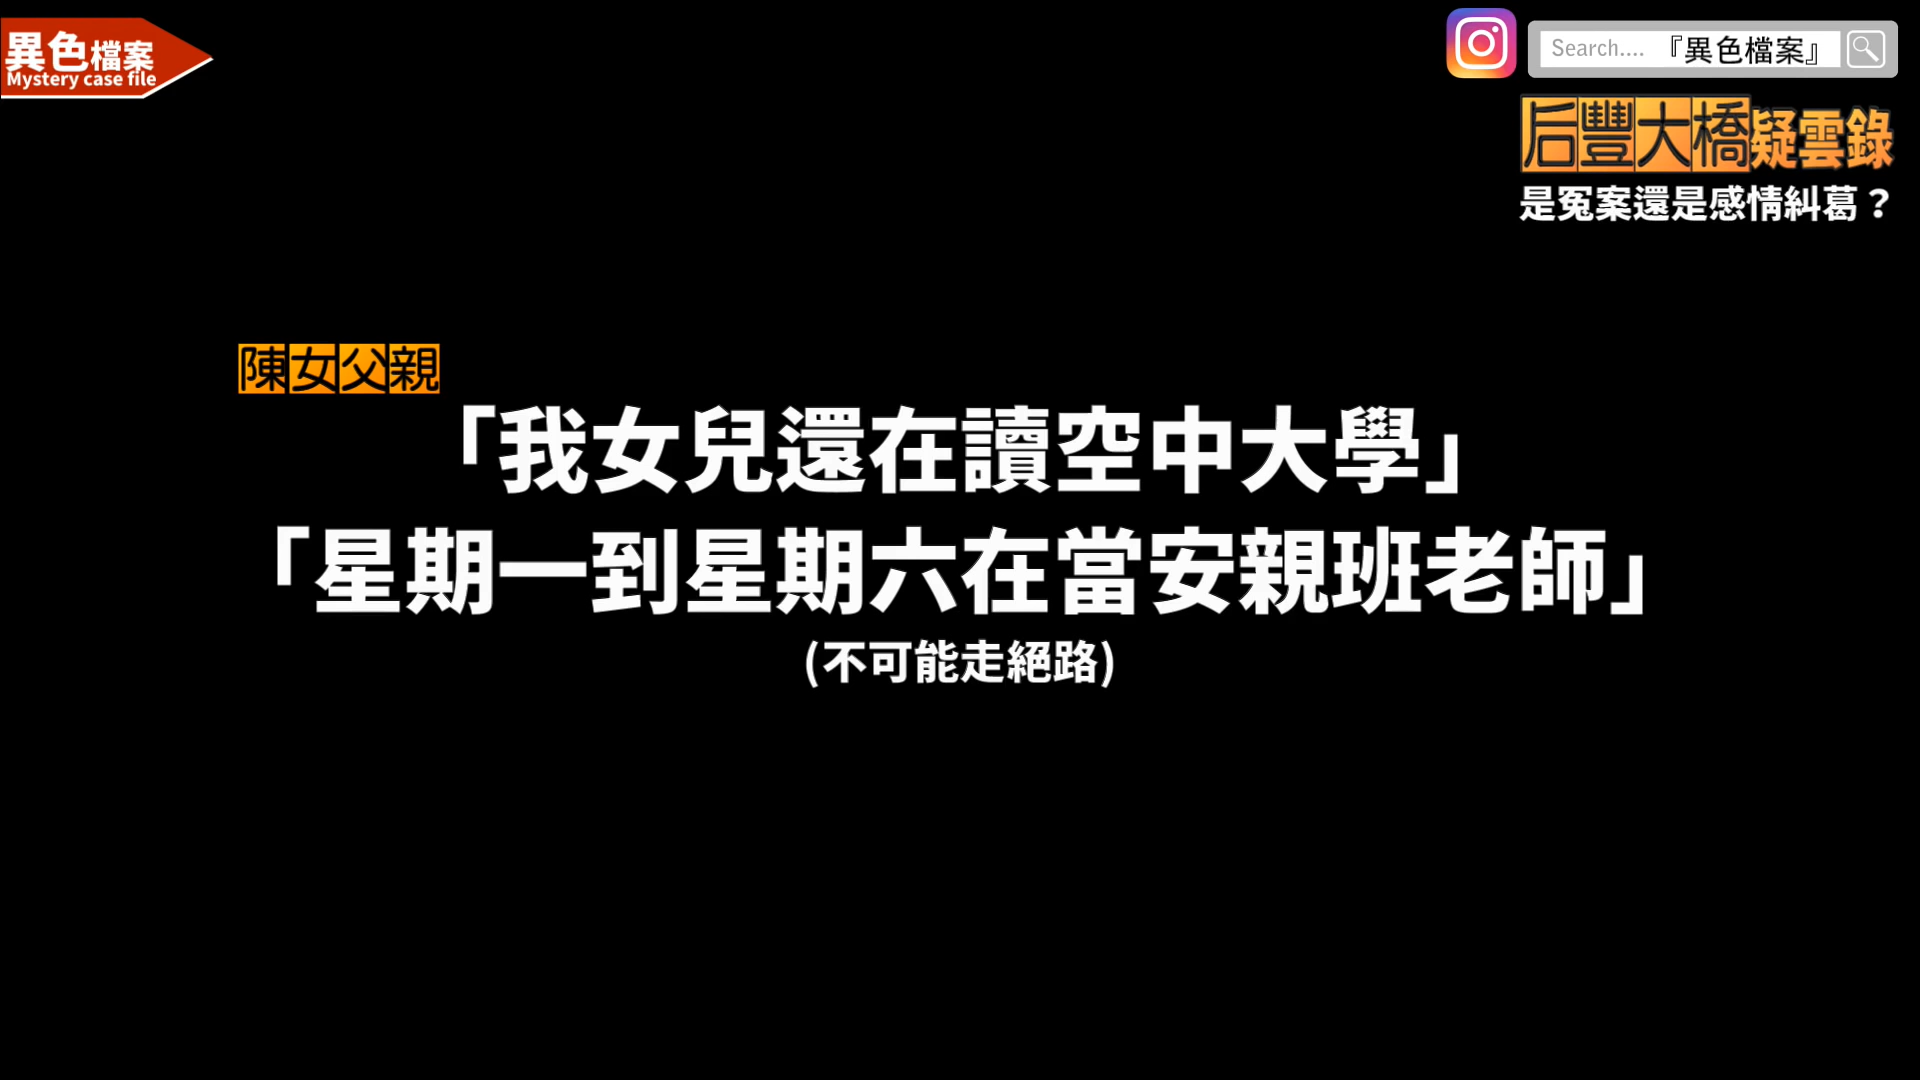 異色檔案
Mystery case file
Search.... 『異色檔案』
后豐大橋疑雲錄
是冤案還是感情糾葛？
陳女父親
「我女兒還在讀空中大學」
「星期一到星期六在當安親班老師」
(不可能走絕路)